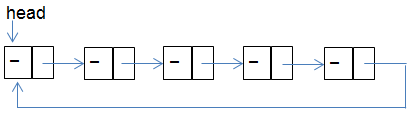 head
– – – – –